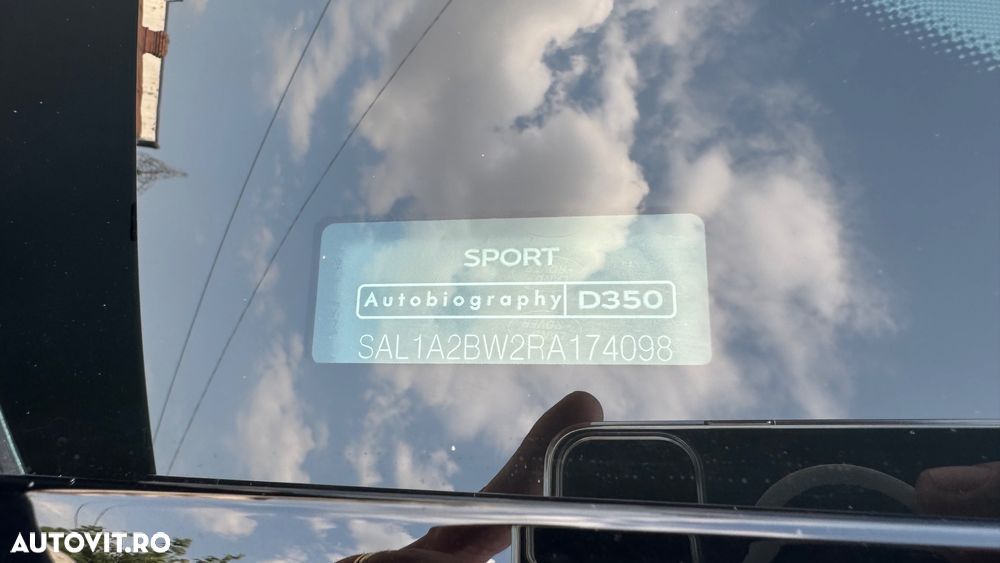 SPORT
Autobiography D350
SAL1A2BW2RA174098
AUTOVIT.RO